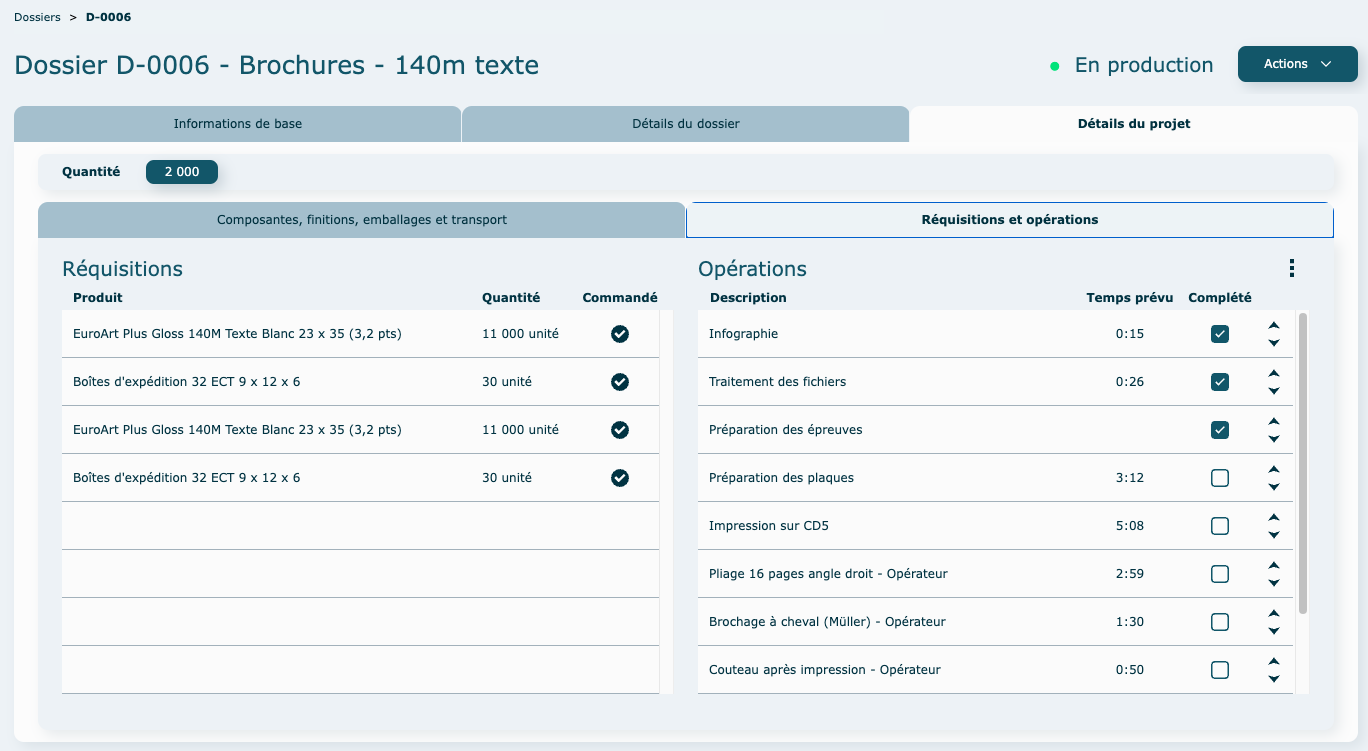 Dossiers > D-0006
Dossier D-0006 - Brochures - 140m texte
En production
Actions
Informations de base
Détails du dossier
Détails du projet
Quantité 2 000
Composantes, finitions, emballages et transport
Réquisitions et opérations
Réquisitions
Produit Quantité Commandé
EuroArt Plus Gloss 140M Texte Blanc 23 x 35 (3,2 pts) 11 000 unité
Boîtes d'expédition 32 ECT 9 x 12 x 6 30 unité
EuroArt Plus Gloss 140M Texte Blanc 23 x 35 (3,2 pts) 11 000 unité
Boîtes d'expédition 32 ECT 9 x 12 x 6 30 unité
Opérations
Description Temps prévu Complété
Infographie 0:15
Traitement des fichiers 0:26
Préparation des épreuves
Préparation des plaques 3:12
Impression sur CD5 5:08
Pliage 16 pages angle droit - Opérateur 2:59
Brochage à cheval (Müller) - Opérateur 1:30
Couteau après impression - Opérateur 0:50